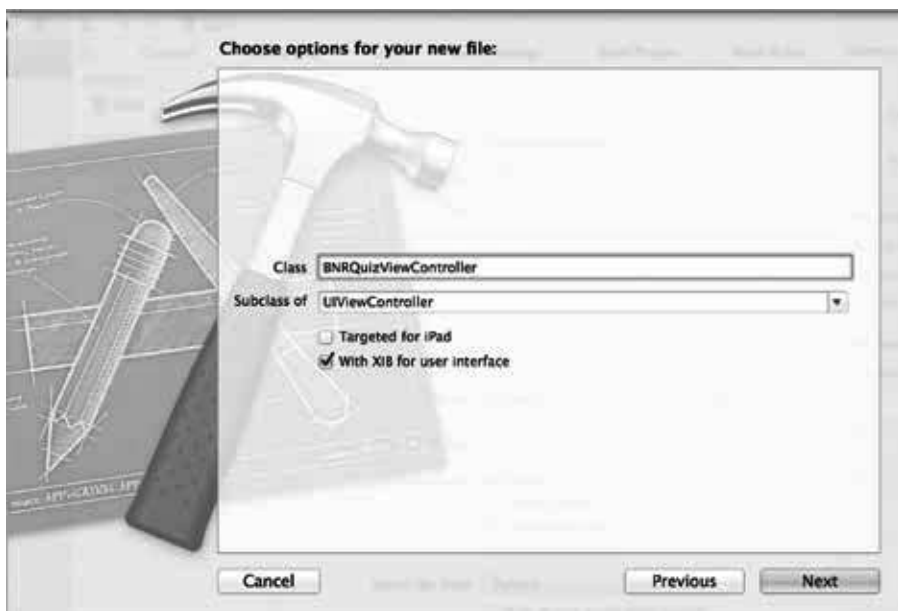 Choose options for your new file:
Class BNRQuizViewController
Subclass of UIViewController
Targeted for iPad
With XIB for user interface
Cancel Previous Next